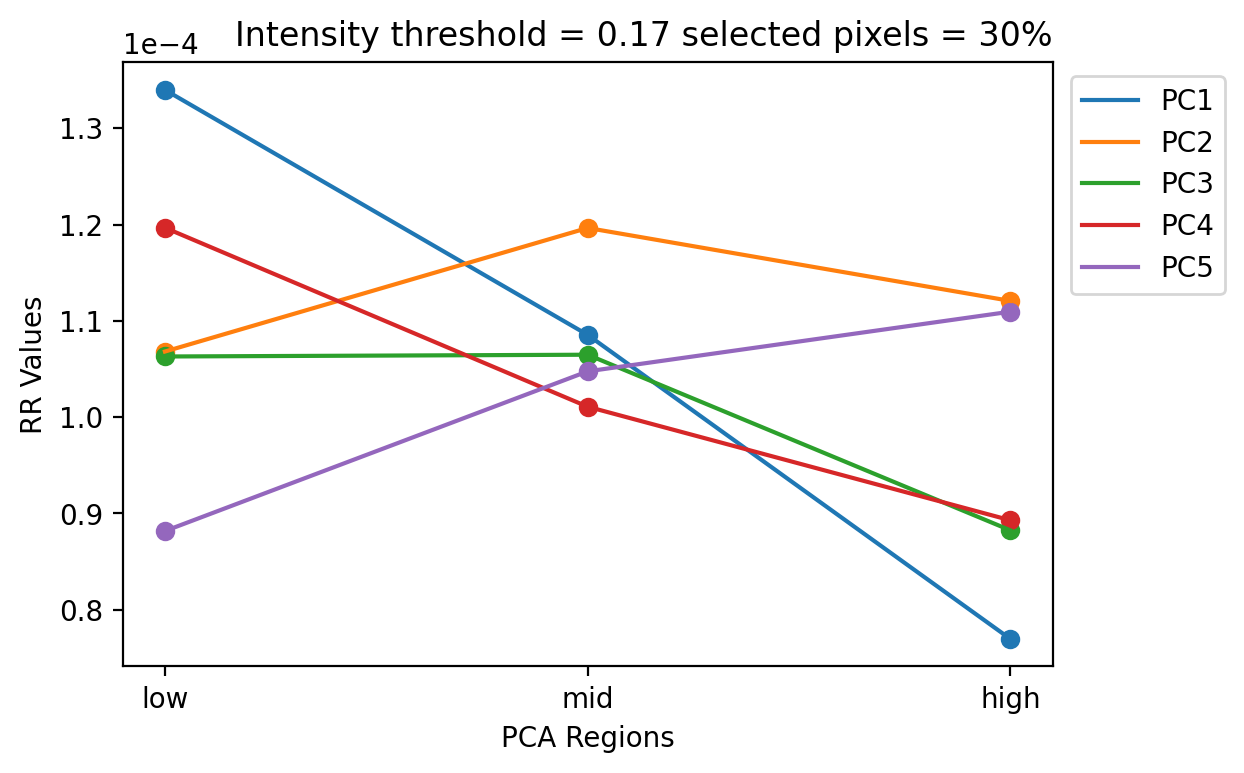 1e−4
Intensity threshold = 0.17 selected pixels = 30%
1.3
1.2
1.1
1.0
0.9
0.8
RR Values
low
mid
high
PCA Regions
PC1
PC2
PC3
PC4
PC5